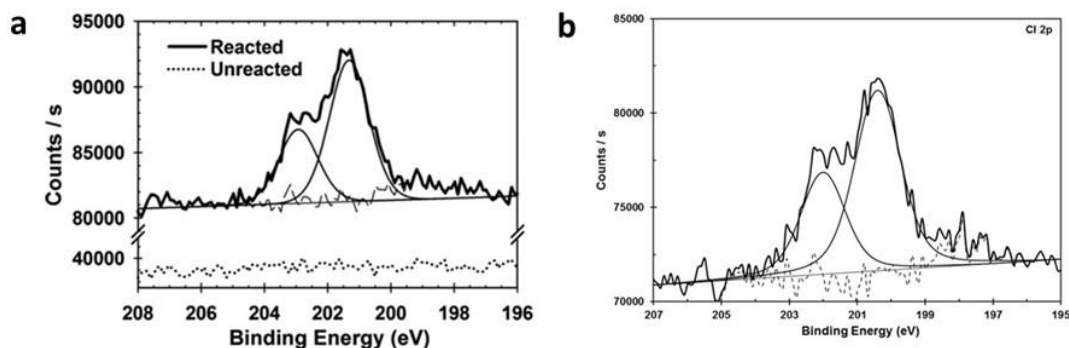 a
95000
90000
85000
80000
40000
Counts / s
Reacted
Unreacted
208 206 204 202 200 198 196
Binding Energy (eV)
b
85000
80000
75000
70000
Counts / s
Cl 2p
207 205 203 201 199 197 195
Binding Energy (eV)